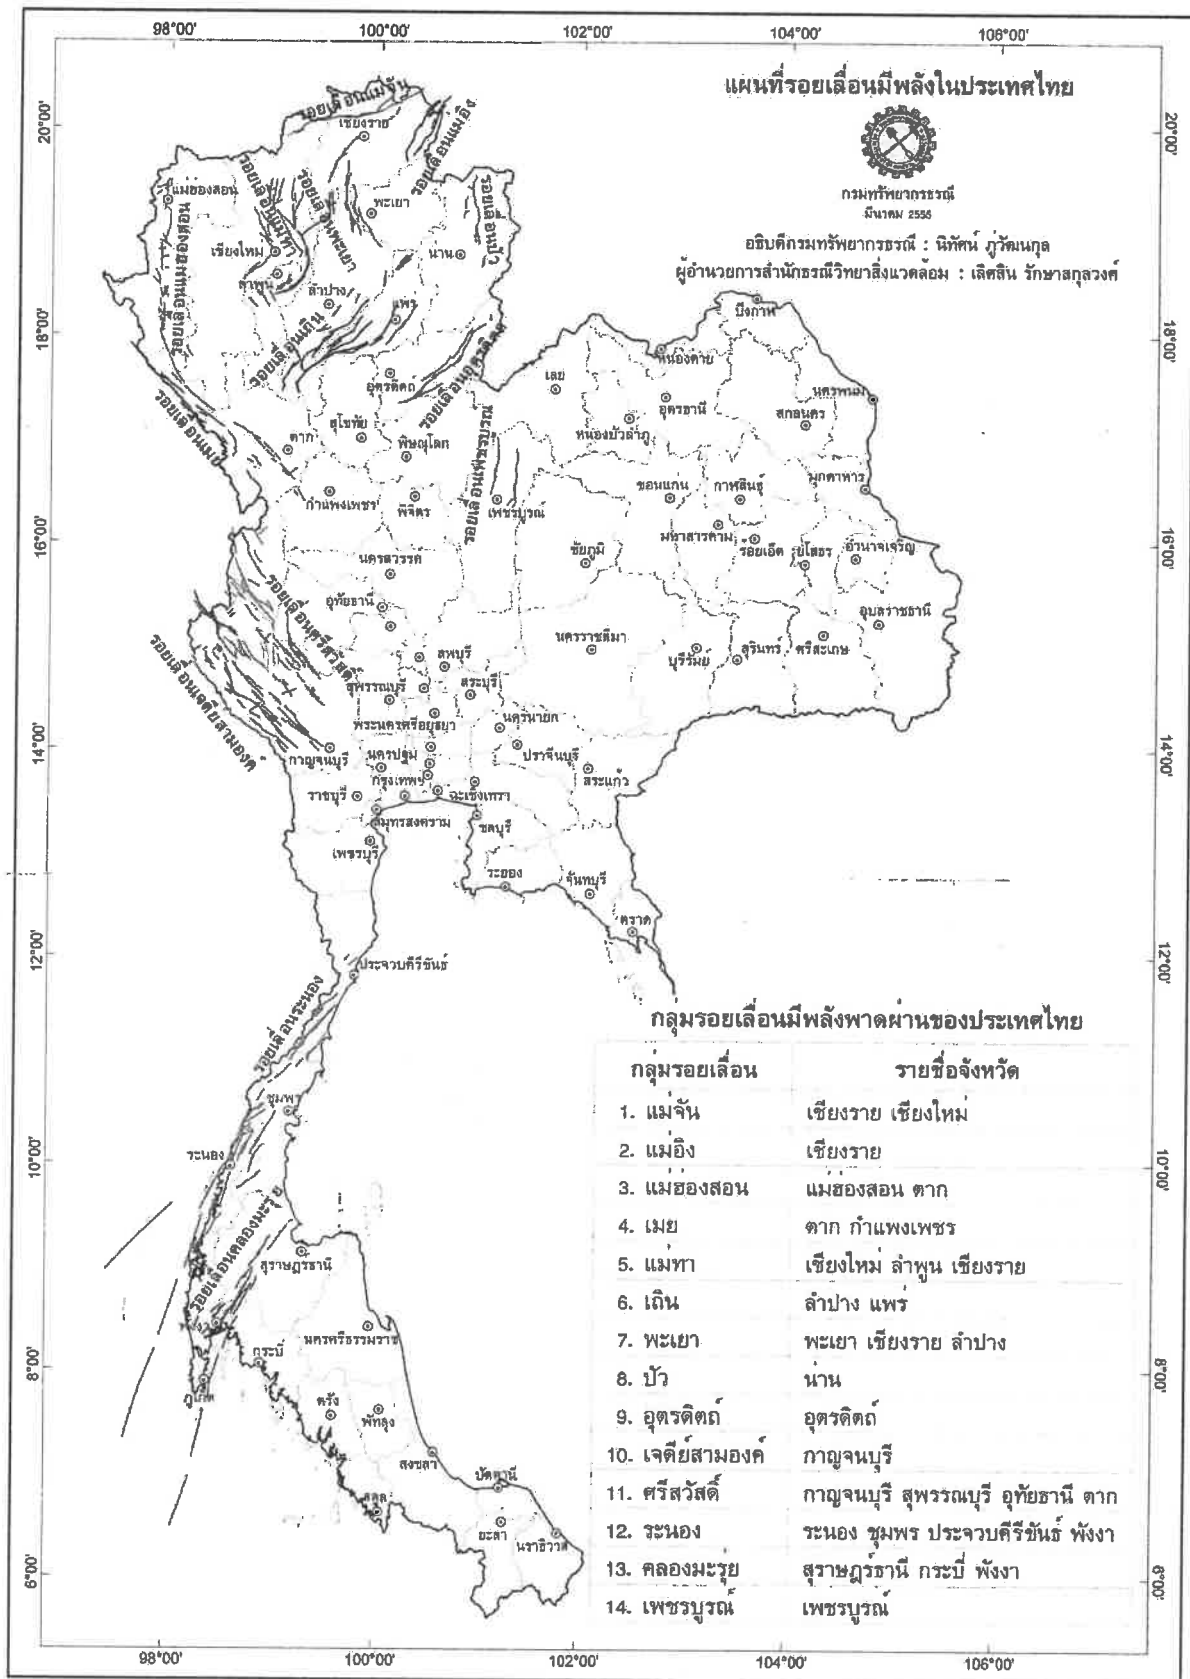 98°00' 100°00' 102°00' 104°00' 106°00'
แผนที่รอยเลื่อนมีพลังในประเทศไทย
กรมทรัพยากรธรณี
มีนาคม 2555
อธิบดีกรมทรัพยากรธรณี : นิทัศน์ ภู่วัฒนกุล
ผู้อำนวยการสำนักธรณีวิทยาสิ่งแวดล้อม : เลิศสิน รักษาสกุลวงศ์
20°00' 20°00'
18°00' 18°00'
16°00' 16°00'
14°00' 14°00'
12°00' 12°00'
10°00' 10°00'
8°00' 8°00'
6°00' 6°00'
รอยเลื่อนแม่จัน
เชียงราย
รอยเลื่อนแม่อิง
แม่ฮ่องสอน
รอยเลื่อนแม่ทา
รอยเลื่อนพะเยา
พะเยา
รอยเลื่อนปัว
รอยเลื่อนแม่ฮ่องสอน
เชียงใหม่
น่าน
ลำพูน
ลำปาง
แพร่
รอยเลื่อนเถิน
รอยเลื่อนอุตรดิตถ์
บึงกาฬ
หนองคาย
เลย
อุตรดิตถ์
อุดรธานี
นครพนม
สกลนคร
รอยเลื่อนเมย
สุโขทัย
ตาก
พิษณุโลก
หนองบัวลำภู
รอยเลื่อนเพชรบูรณ์
มุกดาหาร
ขอนแก่น
กาฬสินธุ์
กำแพงเพชร
พิจิตร
เพชรบูรณ์
มหาสารคาม
ร้อยเอ็ด
ยโสธร
อำนาจเจริญ
นครสวรรค์
ชัยภูมิ
รอยเลื่อนศรีสวัสดิ์
อุทัยธานี
อุบลราชธานี
นครราชสีมา
บุรีรัมย์
สุรินทร์
ศรีสะเกษ
รอยเลื่อนเจดีย์สามองค์
ลพบุรี
สุพรรณบุรี
สระบุรี
พระนครศรีอยุธยา
นครนายก
กาญจนบุรี
นครปฐม
ปราจีนบุรี
กรุงเทพฯ
สระแก้ว
ราชบุรี
ฉะเชิงเทรา
สมุทรสงคราม
ชลบุรี
เพชรบุรี
ระยอง
จันทบุรี
ตราด
ประจวบคีรีขันธ์
รอยเลื่อนระนอง
ชุมพร
ระนอง
รอยเลื่อนคลองมะรุ่ย
สุราษฎร์ธานี
นครศรีธรรมราช
กระบี่
ภูเก็ต
ตรัง
พัทลุง
สงขลา
ปัตตานี
สตูล
ยะลา
นราธิวาส
กลุ่มรอยเลื่อนมีพลังพาดผ่านของประเทศไทย
กลุ่มรอยเลื่อน รายชื่อจังหวัด
1. แม่จัน เชียงราย เชียงใหม่
2. แม่อิง เชียงราย
3. แม่ฮ่องสอน แม่ฮ่องสอน ตาก
4. เมย ตาก กำแพงเพชร
5. แม่ทา เชียงใหม่ ลำพูน เชียงราย
6. เถิน ลำปาง แพร่
7. พะเยา พะเยา เชียงราย ลำปาง
8. ปัว น่าน
9. อุตรดิตถ์ อุตรดิตถ์
10. เจดีย์สามองค์ กาญจนบุรี
11. ศรีสวัสดิ์ กาญจนบุรี สุพรรณบุรี อุทัยธานี ตาก
12. ระนอง ระนอง ชุมพร ประจวบคีรีขันธ์ พังงา
13. คลองมะรุ่ย สุราษฎร์ธานี กระบี่ พังงา
14. เพชรบูรณ์ เพชรบูรณ์
98°00' 100°00' 102°00' 104°00' 106°00'